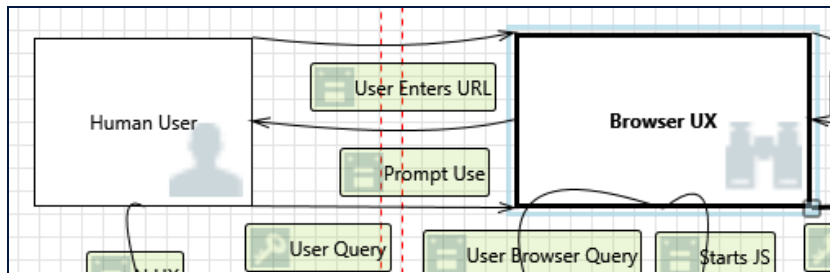 User Enters URL
Human User
Browser UX
Prompt Use
User Query
User Browser Query
Starts JS